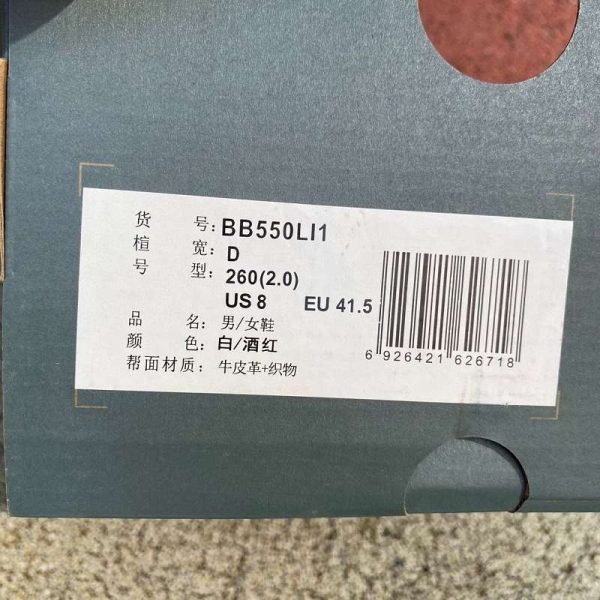 货 号: BB550LI1
楦 宽: D
号 型: 260(2.0)
US 8 EU 41.5
品 名: 男/女鞋
颜 色: 白/酒红
帮面材质: 牛皮革+织物
6 926421 626718